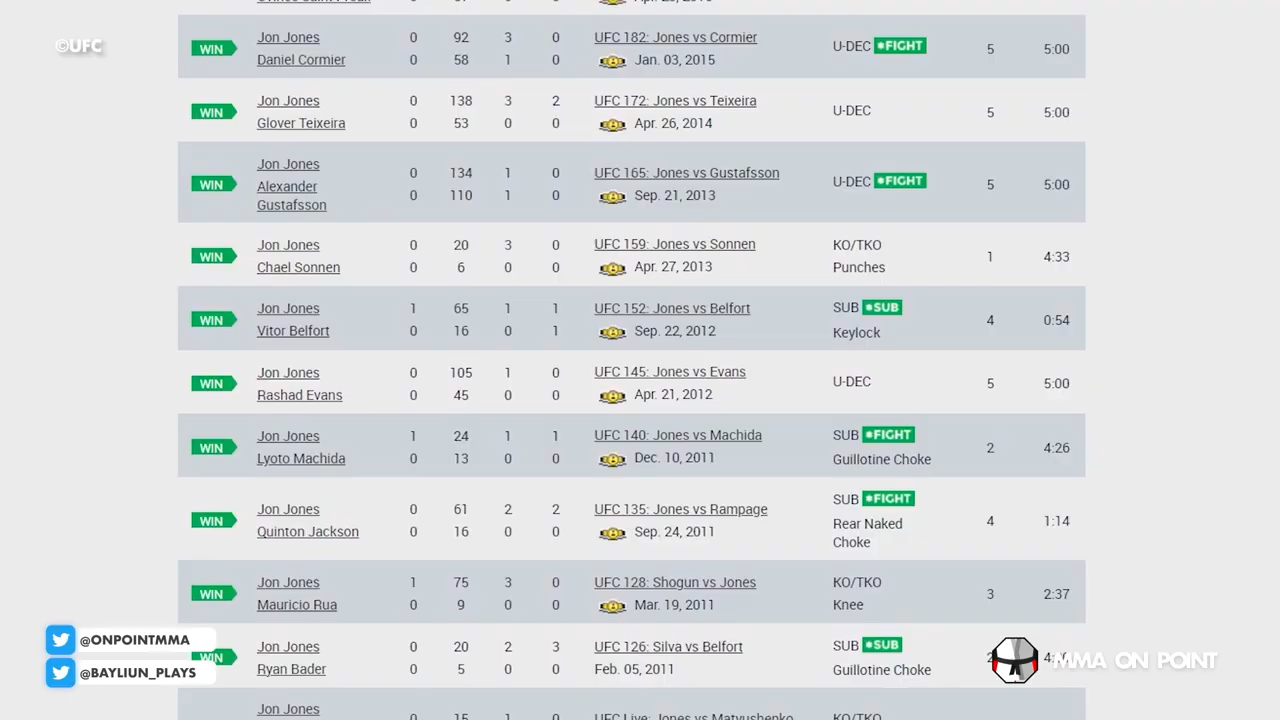 ©UFC
WIN Jon Jones 0 92 3 0 UFC 182: Jones vs Cormier U-DEC FIGHT 5 5:00
Daniel Cormier 0 58 1 0 Jan. 03, 2015
WIN Jon Jones 0 138 3 2 UFC 172: Jones vs Teixeira U-DEC 5 5:00
Glover Teixeira 0 53 0 0 Apr. 26, 2014
WIN Jon Jones 0 134 1 0 UFC 165: Jones vs Gustafsson U-DEC FIGHT 5 5:00
Alexander Gustafsson 0 110 1 0 Sep. 21, 2013
WIN Jon Jones 0 20 3 0 UFC 159: Jones vs Sonnen KO/TKO 1 4:33
Chael Sonnen 0 6 0 0 Apr. 27, 2013 Punches
WIN Jon Jones 1 65 1 1 UFC 152: Jones vs Belfort SUB SUB 4 0:54
Vitor Belfort 0 16 0 1 Sep. 22, 2012 Keylock
WIN Jon Jones 0 105 1 0 UFC 145: Jones vs Evans U-DEC 5 5:00
Rashad Evans 0 45 0 0 Apr. 21, 2012
WIN Jon Jones 1 24 1 1 UFC 140: Jones vs Machida SUB FIGHT 2 4:26
Lyoto Machida 0 13 0 0 Dec. 10, 2011 Guillotine Choke
WIN Jon Jones 0 61 2 2 UFC 135: Jones vs Rampage SUB FIGHT 4 1:14
Quinton Jackson 0 16 0 0 Sep. 24, 2011 Rear Naked Choke
WIN Jon Jones 1 75 3 0 UFC 128: Shogun vs Jones KO/TKO 3 2:37
Mauricio Rua 0 9 0 0 Mar. 19, 2011 Knee
WIN Jon Jones 0 20 2 3 UFC 126: Silva vs Belfort SUB SUB
Ryan Bader 0 5 0 0 Feb. 05, 2011 Guillotine Choke
Jon Jones 0 15 1 0 UFC Live: Jones vs Matyushenko KO/TKO
@ONPOINTMMA
@BAYLIUN_PLAYS
MMA ON POINT